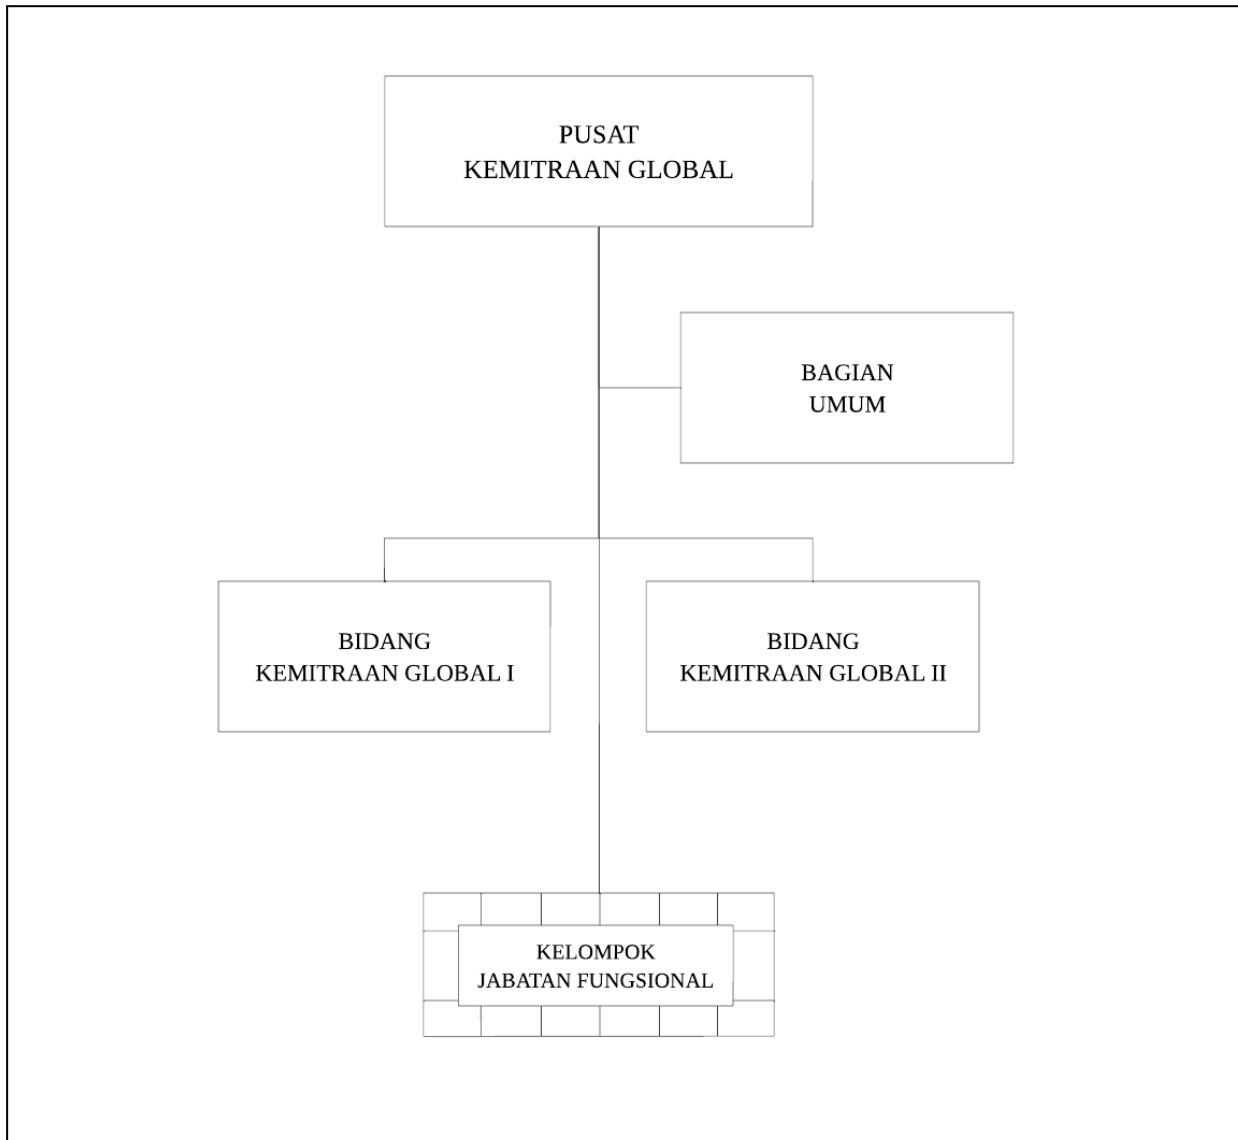 PUSAT
KEMITRAAN GLOBAL
BAGIAN
UMUM
BIDANG
KEMITRAAN GLOBAL I
BIDANG
KEMITRAAN GLOBAL II
KELOMPOK
JABATAN FUNGSIONAL